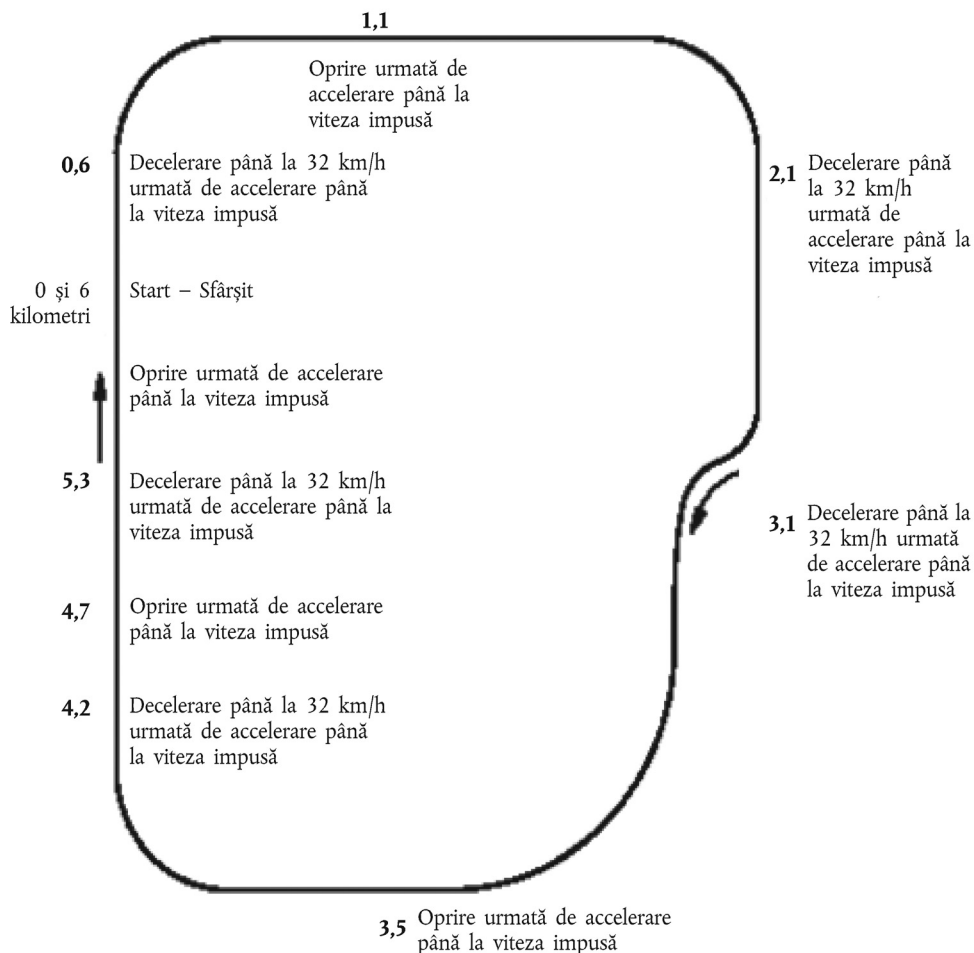 1,1
Oprire urmată de
accelerare până la
viteza impusă
0,6 Decelerare până la 32 km/h
urmată de accelerare până
la viteza impusă
2,1 Decelerare până
la 32 km/h
urmată de
accelerare până la
viteza impusă
0 și 6
kilometri
Start – Sfârșit
Oprire urmată de accelerare
până la viteza impusă
5,3 Decelerare până la 32 km/h
urmată de accelerare până la
viteza impusă
3,1 Decelerare până la
32 km/h urmată
de accelerare până
la viteza impusă
4,7 Oprire urmată de accelerare
până la viteza impusă
4,2 Decelerare până la 32 km/h
urmată de accelerare până
la viteza impusă
3,5 Oprire urmată de accelerare
până la viteza impusă